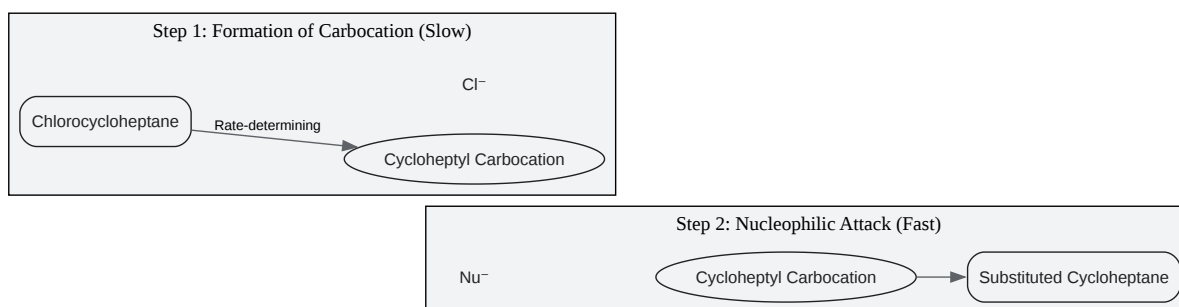 Step 1: Formation of Carbocation (Slow)
Cl⁻
Chlorocycloheptane
Rate-determining
Cycloheptyl Carbocation
Step 2: Nucleophilic Attack (Fast)
Nu⁻
Cycloheptyl Carbocation
Substituted Cycloheptane